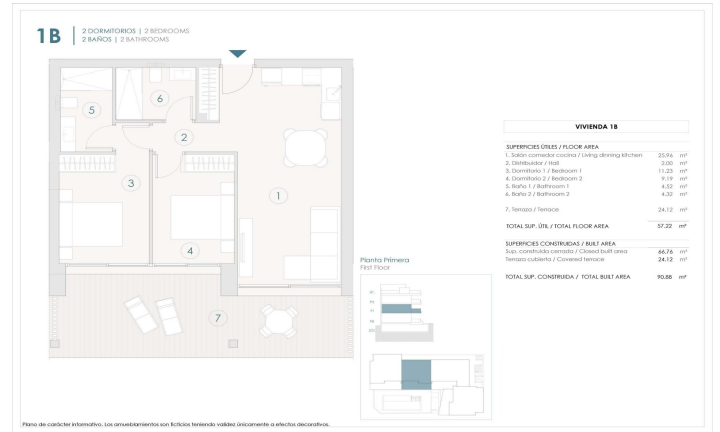 1B
2 DORMITORIOS | 2 BEDROOMS
2 BAÑOS | 2 BATHROOMS
5
6
2
3
1
4
7
Planta Primera
First Floor
VIVIENDA 1B
SUPERFICIES ÚTILES / FLOOR AREA
1. Salón comedor cocina / Living dinning kitchen 25,96 m²
2. Distribuidor / Hall 2,00 m²
3. Dormitorio 1 / Bedroom 1 11,23 m²
4. Dormitorio 2 / Bedroom 2 9,19 m²
5. Baño 1 / Bathroom 1 4,52 m²
6. Baño 2 / Bathroom 2 4,32 m²
7. Terraza / Terrace 24,12 m²
TOTAL SUP. ÚTIL / TOTAL FLOOR AREA 57,22 m²
SUPERFICIES CONSTRUIDAS / BUILT AREA
Sup. construida cerrada / Closed built area 66,76 m²
Terraza cubierta / Covered terrace 24,12 m²
TOTAL SUP. CONSTRUIDA / TOTAL BUILT AREA 90,88 m²
Plano de carácter informativo. Los amueblamientos son ficticios teniendo validez únicamente a efectos decorativos.